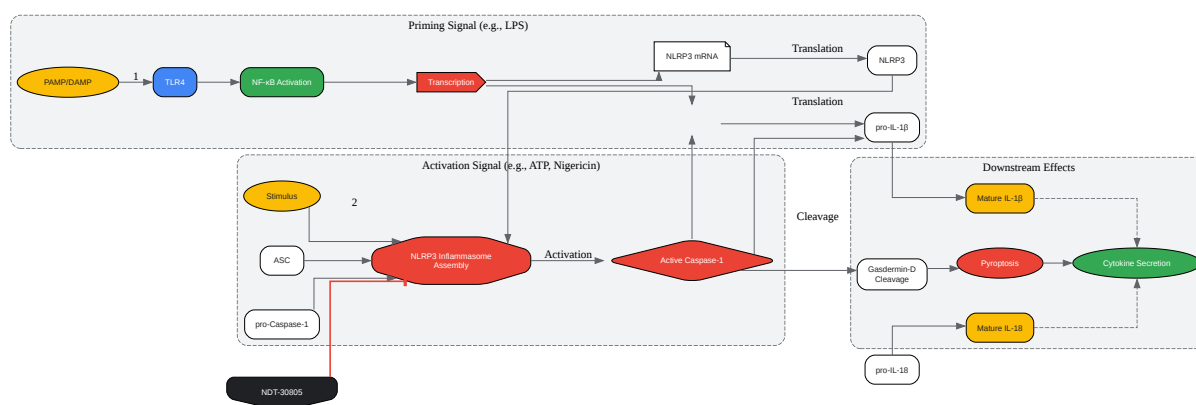 Priming Signal (e.g., LPS)
PAMP/DAMP
1
TLR4
NF-κB Activation
Transcription
NLRP3 mRNA
Translation
NLRP3
Translation
pro-IL-1β
Activation Signal (e.g., ATP, Nigericin)
Stimulus
2
ASC
NLRP3 Inflammasome
Assembly
Activation
Active Caspase-1
pro-Caspase-1
NDT-30805
Cleavage
Downstream Effects
Mature IL-1β
Gasdermin-D
Cleavage
Pyroptosis
Cytokine Secretion
Mature IL-18
pro-IL-18